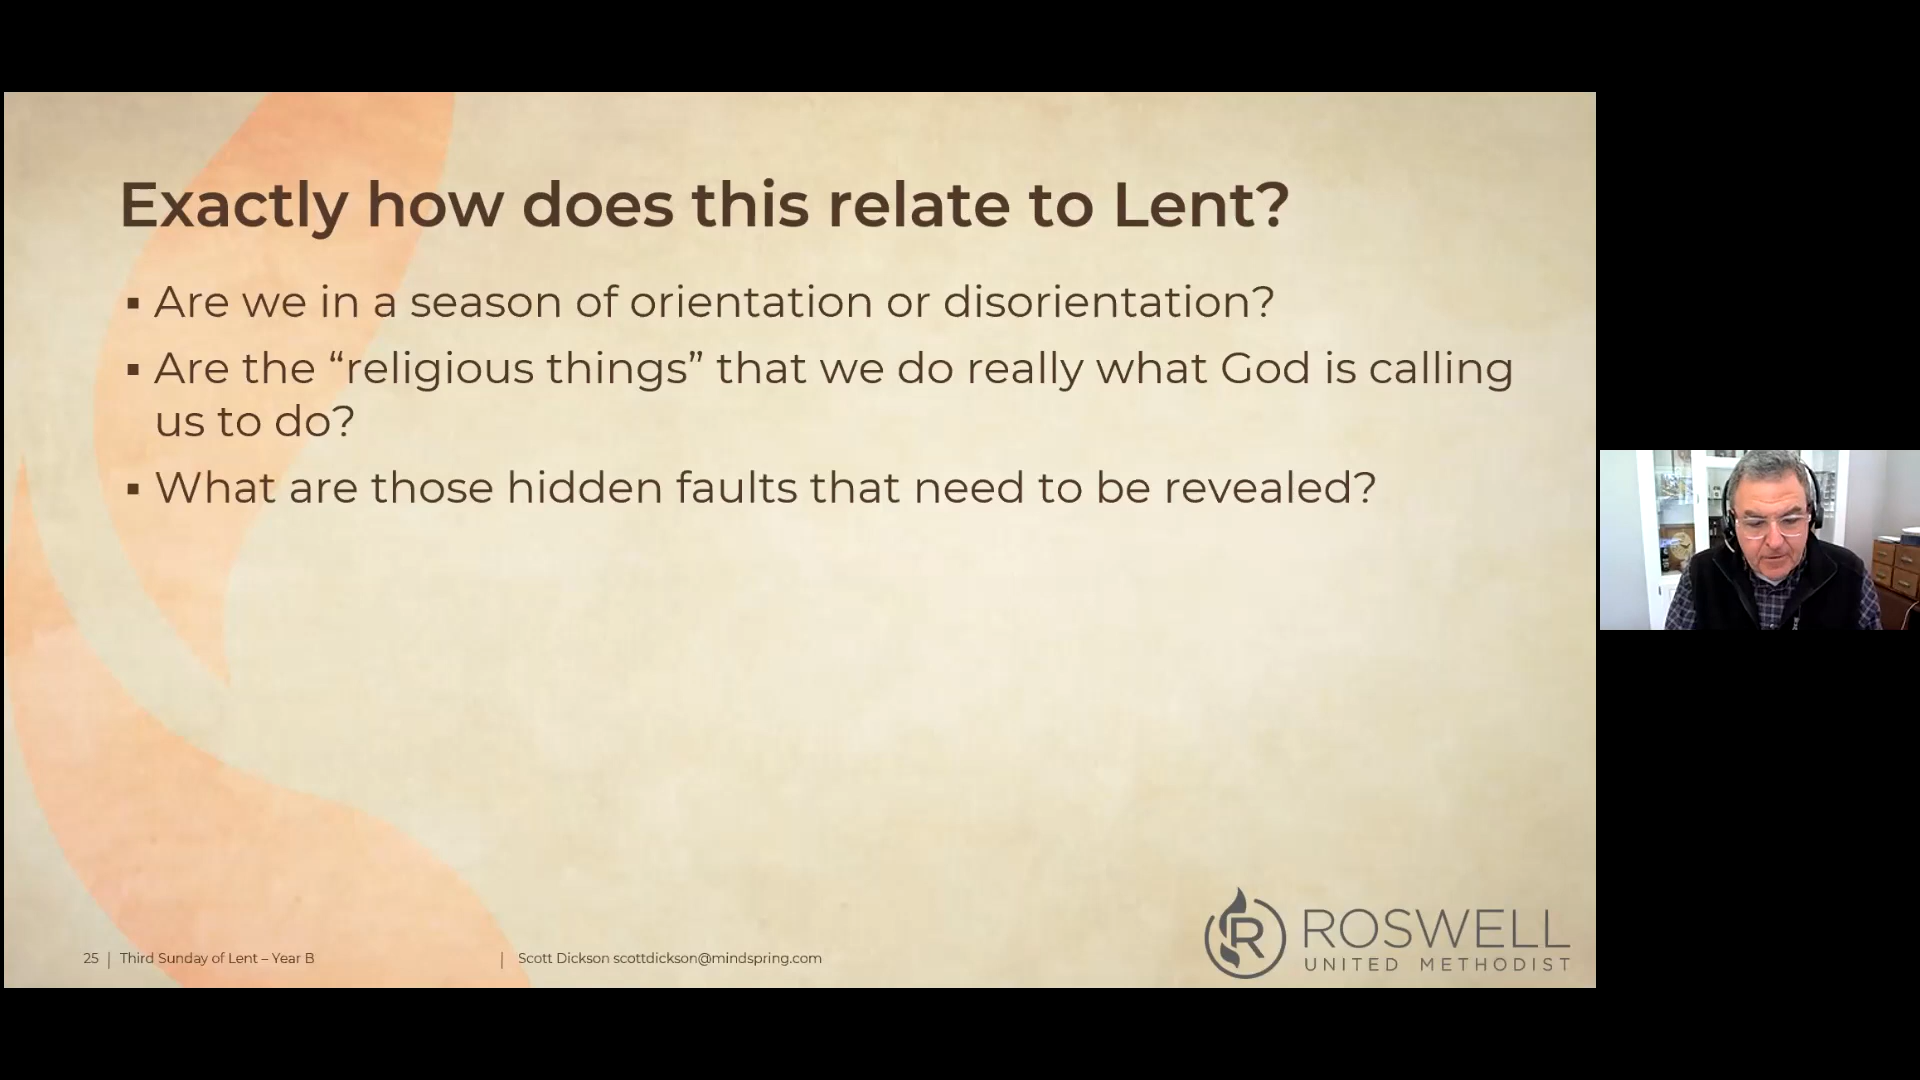 Exactly how does this relate to Lent?
▪ Are we in a season of orientation or disorientation?
▪ Are the “religious things” that we do really what God is calling
us to do?
▪ What are those hidden faults that need to be revealed?
25 | Third Sunday of Lent – Year B | Scott Dickson scottdickson@mindspring.com
R ROSWELL
UNITED METHODIST